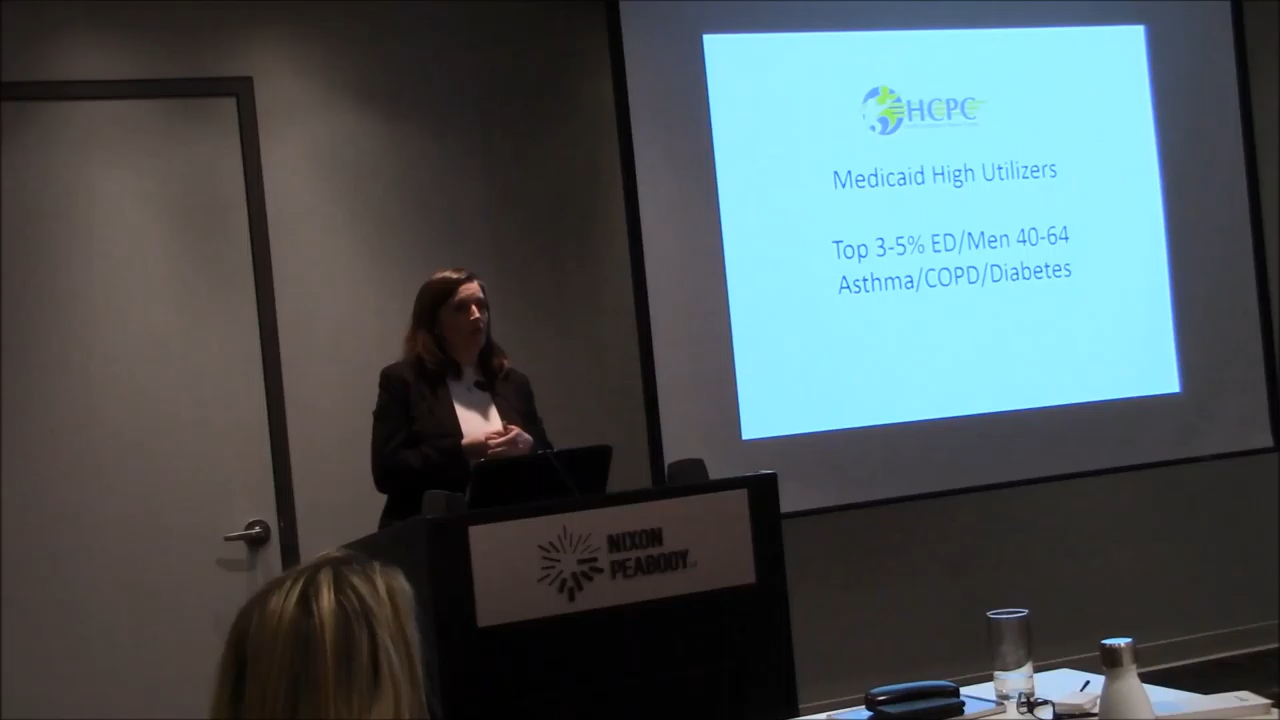 HCPC
Medicaid High Utilizers
Top 3-5% ED/Men 40-64
Asthma/COPD/Diabetes
NIXON
PEABODY